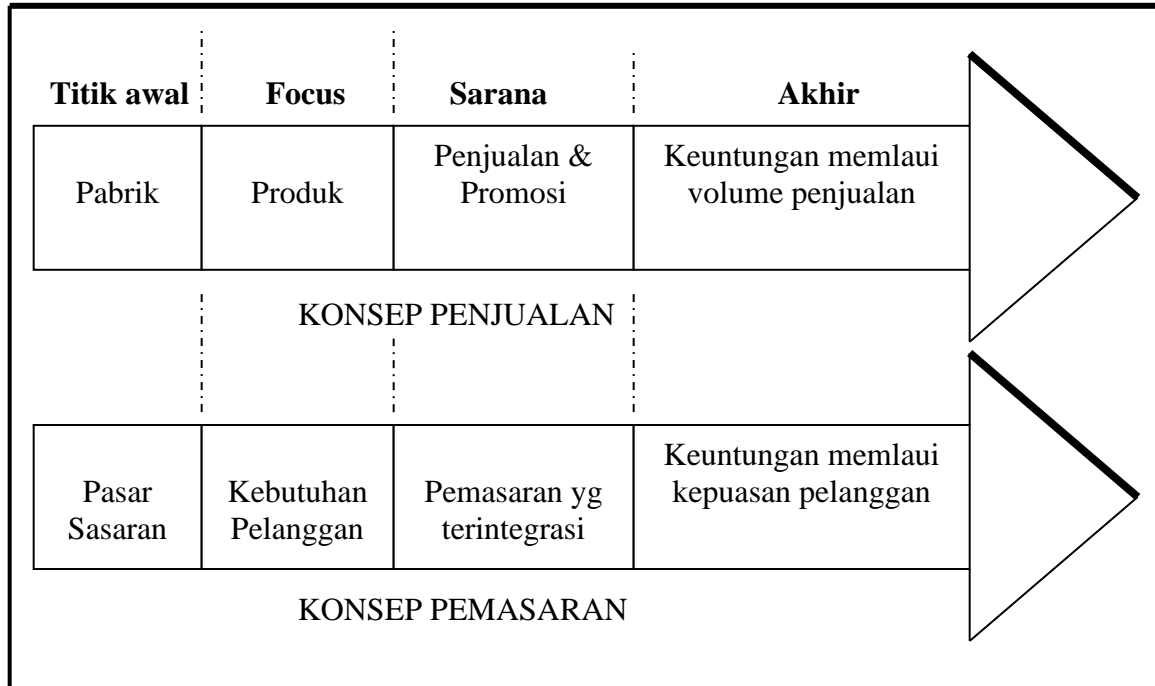 Titik awal
Focus
Sarana
Akhir
Pabrik
Produk
Penjualan &
Promosi
Keuntungan memlaui
volume penjualan
KONSEP PENJUALAN
Pasar
Sasaran
Kebutuhan
Pelanggan
Pemasaran yg
terintegrasi
Keuntungan memlaui
kepuasan pelanggan
KONSEP PEMASARAN